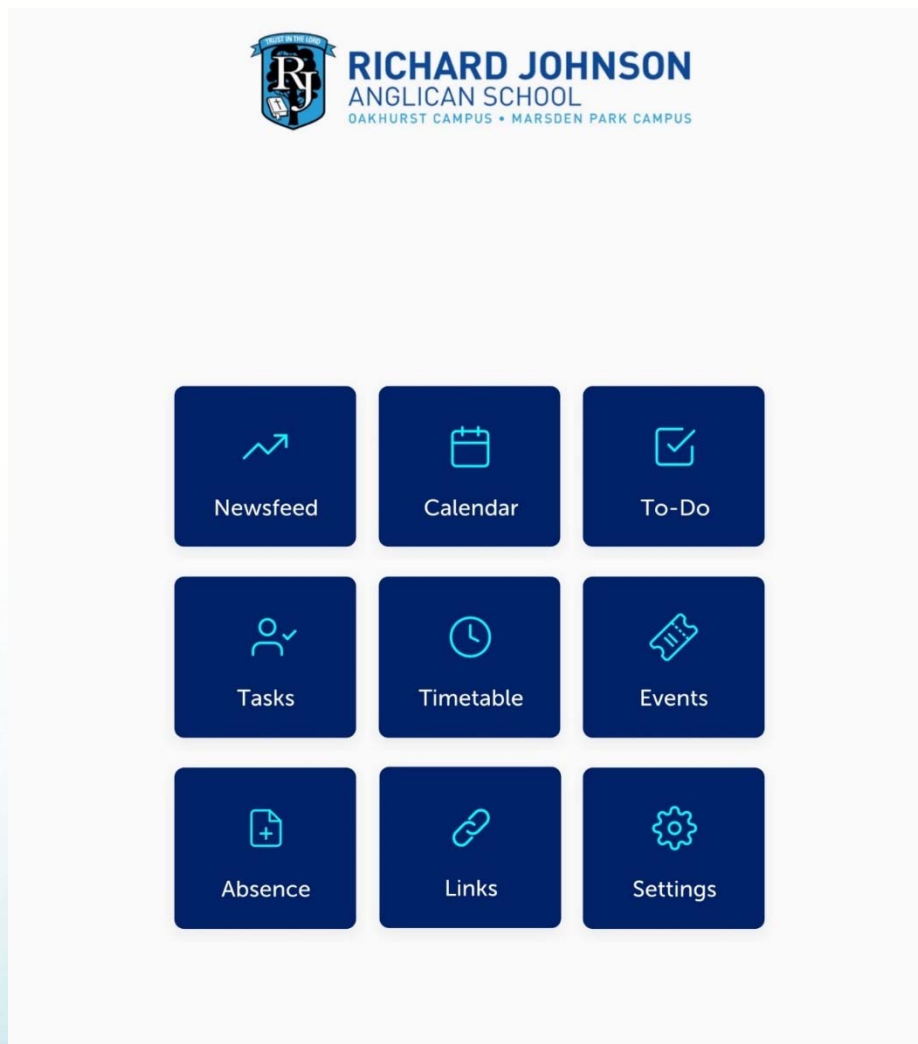 TRUST IN THE LORD
RJ
RICHARD JOHNSON
ANGLICAN SCHOOL
OAKHURST CAMPUS • MARSDEN PARK CAMPUS
Newsfeed Calendar To-Do
Tasks Timetable Events
Absence Links Settings